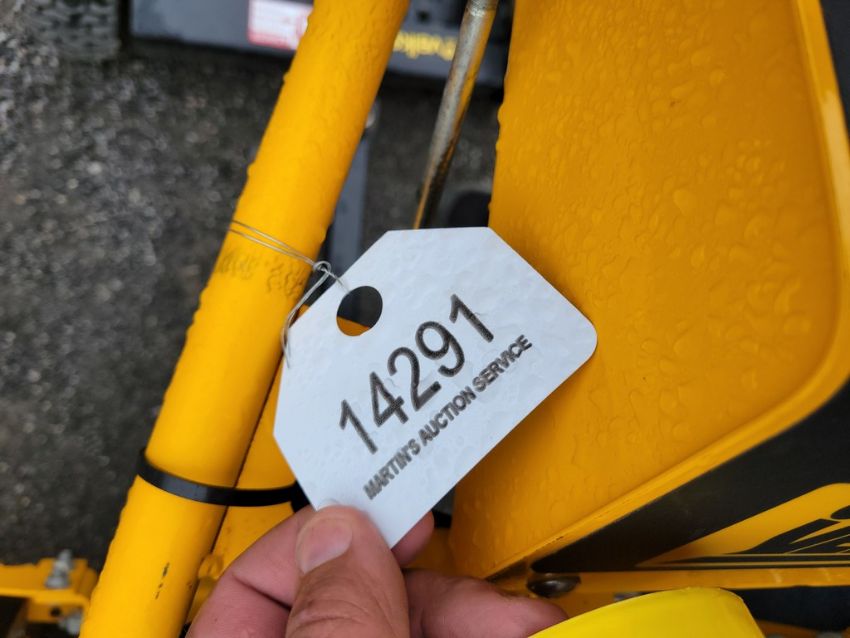 14291
MARTIN'S AUCTION SERVICE